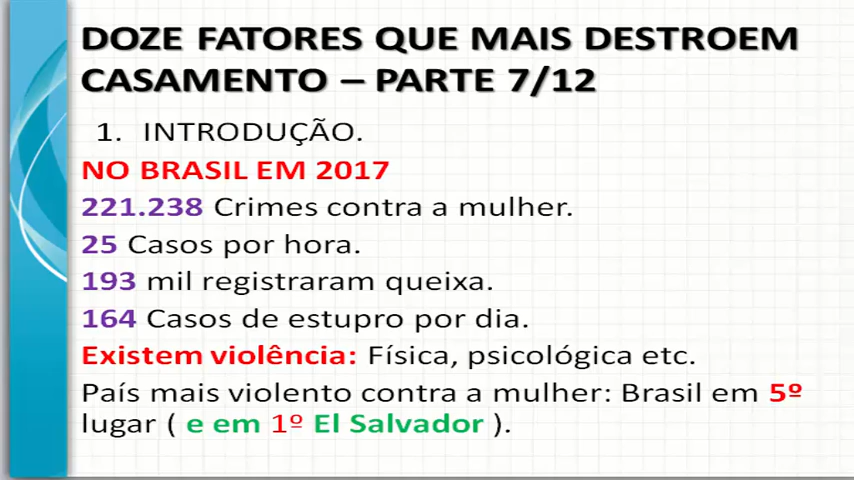 DOZE FATORES QUE MAIS DESTROEM
CASAMENTO – PARTE 7/12
1. INTRODUÇÃO.
NO BRASIL EM 2017
221.238 Crimes contra a mulher.
25 Casos por hora.
193 mil registraram queixa.
164 Casos de estupro por dia.
Existem violência: Física, psicológica etc.
País mais violento contra a mulher: Brasil em 5º
lugar ( e em 1º El Salvador ).